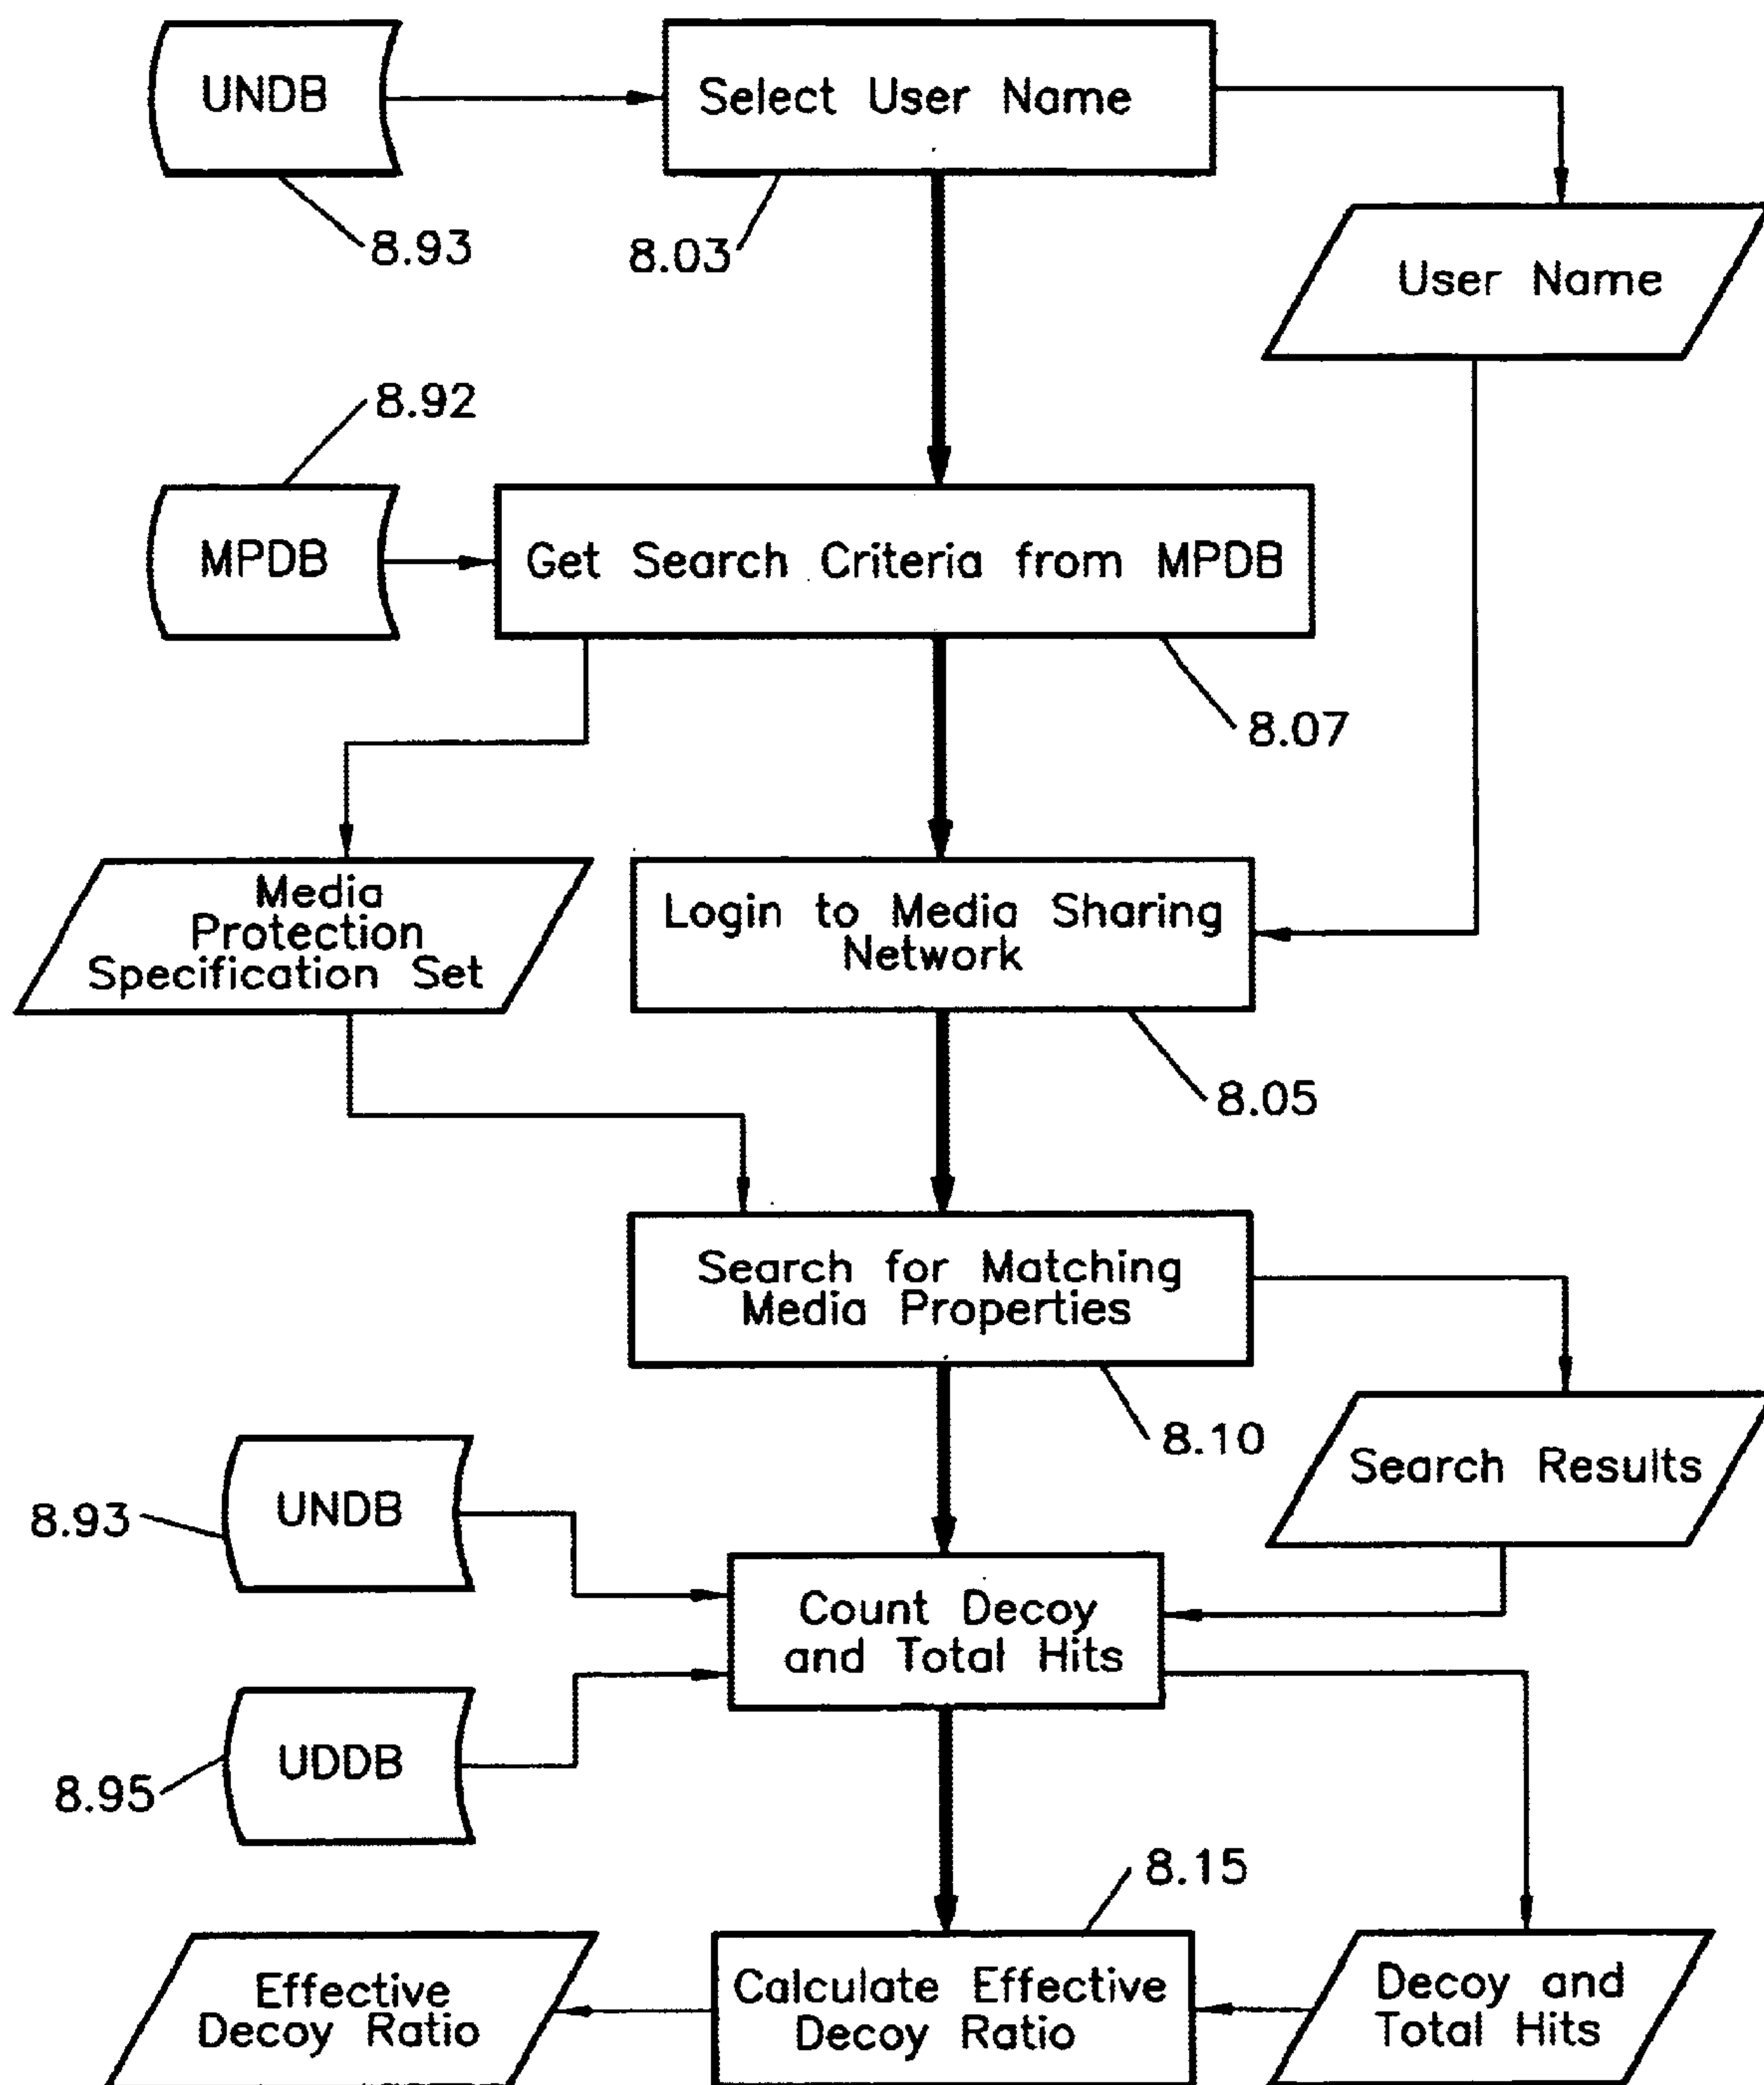 UNDB
Select User Name
8.93
8.03
User Name
8.92
MPDB
Get Search Criteria from MPDB
8.07
Media
Protection
Specification Set
Login to Media Sharing
Network
8.05
Search for Matching
Media Properties
8.10
Search Results
UNDB
8.93
Count Decoy
and Total Hits
UDDB
8.95
8.15
Effective
Decoy Ratio
Calculate Effective
Decoy Ratio
Decoy and
Total Hits